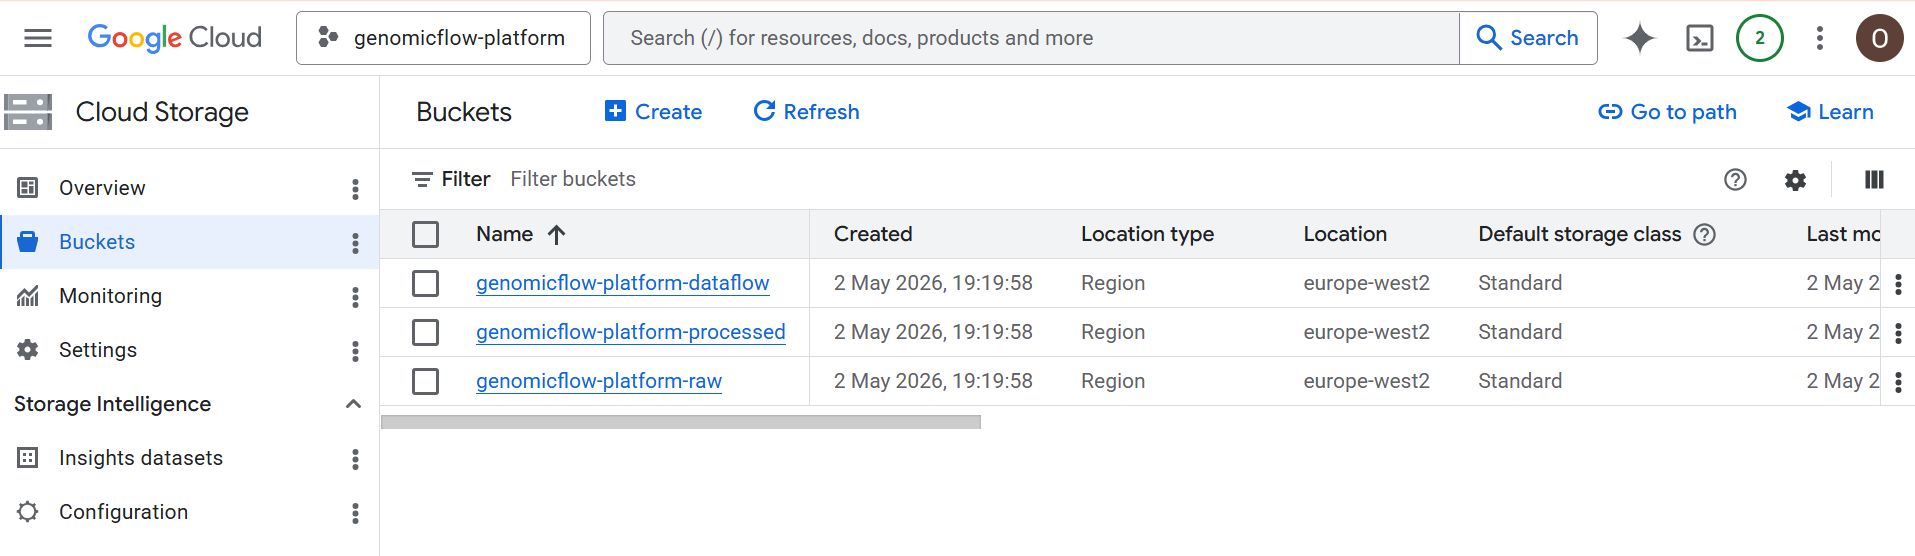 Google Cloud genomicflow-platform Search (/) for resources, docs, products and more Search 2 O
Cloud Storage
Overview
Buckets
Monitoring
Settings
Storage Intelligence
Insights datasets
Configuration
Buckets Create Refresh Go to path Learn
Filter Filter buckets
Name Created Location type Location Default storage class Last mo
genomicflow-platform-dataflow 2 May 2026, 19:19:58 Region europe-west2 Standard 2 May 2
genomicflow-platform-processed 2 May 2026, 19:19:58 Region europe-west2 Standard 2 May 2
genomicflow-platform-raw 2 May 2026, 19:19:58 Region europe-west2 Standard 2 May 2